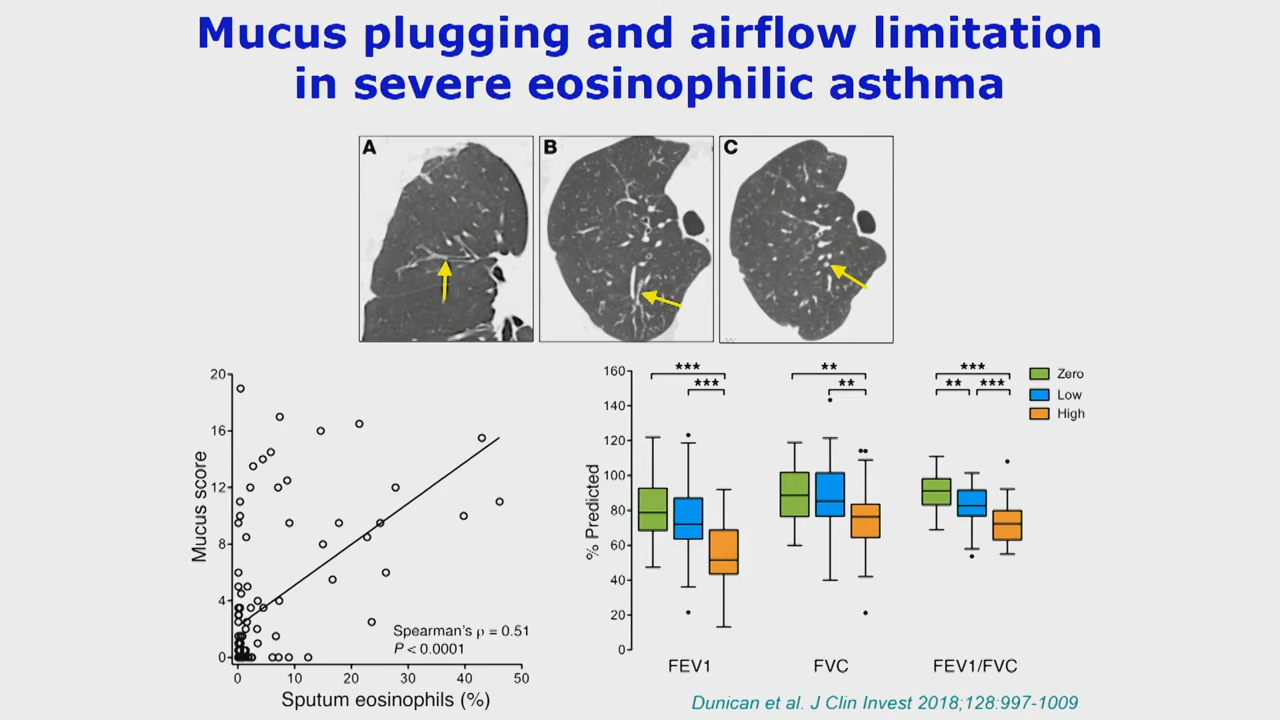 Mucus plugging and airflow limitation
in severe eosinophilic asthma
A
B
C
20
16
12
8
4
0
Mucus score
0
10
20
30
40
50
Sputum eosinophils (%)
Spearman's ρ = 0.51
P < 0.0001
160
140
120
100
80
60
40
20
0
% Predicted
***
***
**
**
***
**
***
FEV1
FVC
FEV1/FVC
Zero
Low
High
Dunican et al. J Clin Invest 2018;128:997-1009